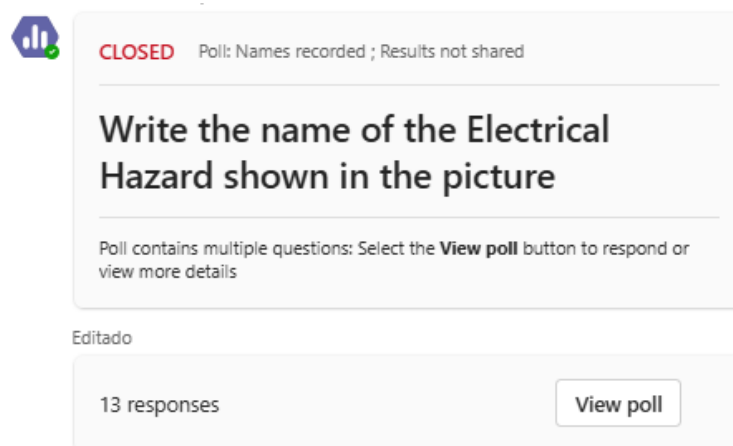 CLOSED Poll: Names recorded ; Results not shared
Write the name of the Electrical
Hazard shown in the picture
Poll contains multiple questions: Select the View poll button to respond or
view more details
Editado
13 responses View poll